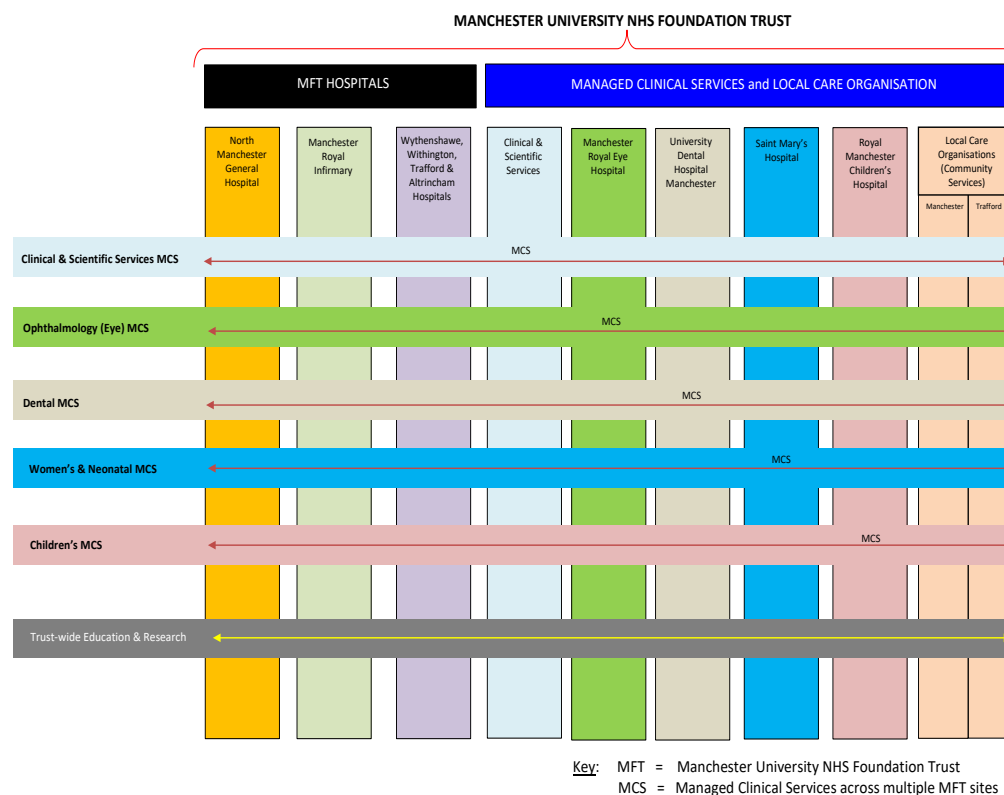 MANCHESTER UNIVERSITY NHS FOUNDATION TRUST
MFT HOSPITALS
MANAGED CLINICAL SERVICES and LOCAL CARE ORGANISATION
North
Manchester
General
Hospital
Manchester
Royal
Infirmary
Wythenshawe,
Withington,
Trafford &
Altrincham
Hospitals
Clinical &
Scientific
Services
Manchester
Royal Eye
Hospital
University
Dental
Hospital
Manchester
Saint Mary's
Hospital
Royal
Manchester
Children's
Hospital
Local Care
Organisations
(Community
Services)
Manchester
Trafford
Clinical & Scientific Services MCS
MCS
Ophthalmology (Eye) MCS
MCS
Dental MCS
MCS
Women's & Neonatal MCS
MCS
Children's MCS
MCS
Trust-wide Education & Research
Key: MFT = Manchester University NHS Foundation Trust
MCS = Managed Clinical Services across multiple MFT sites